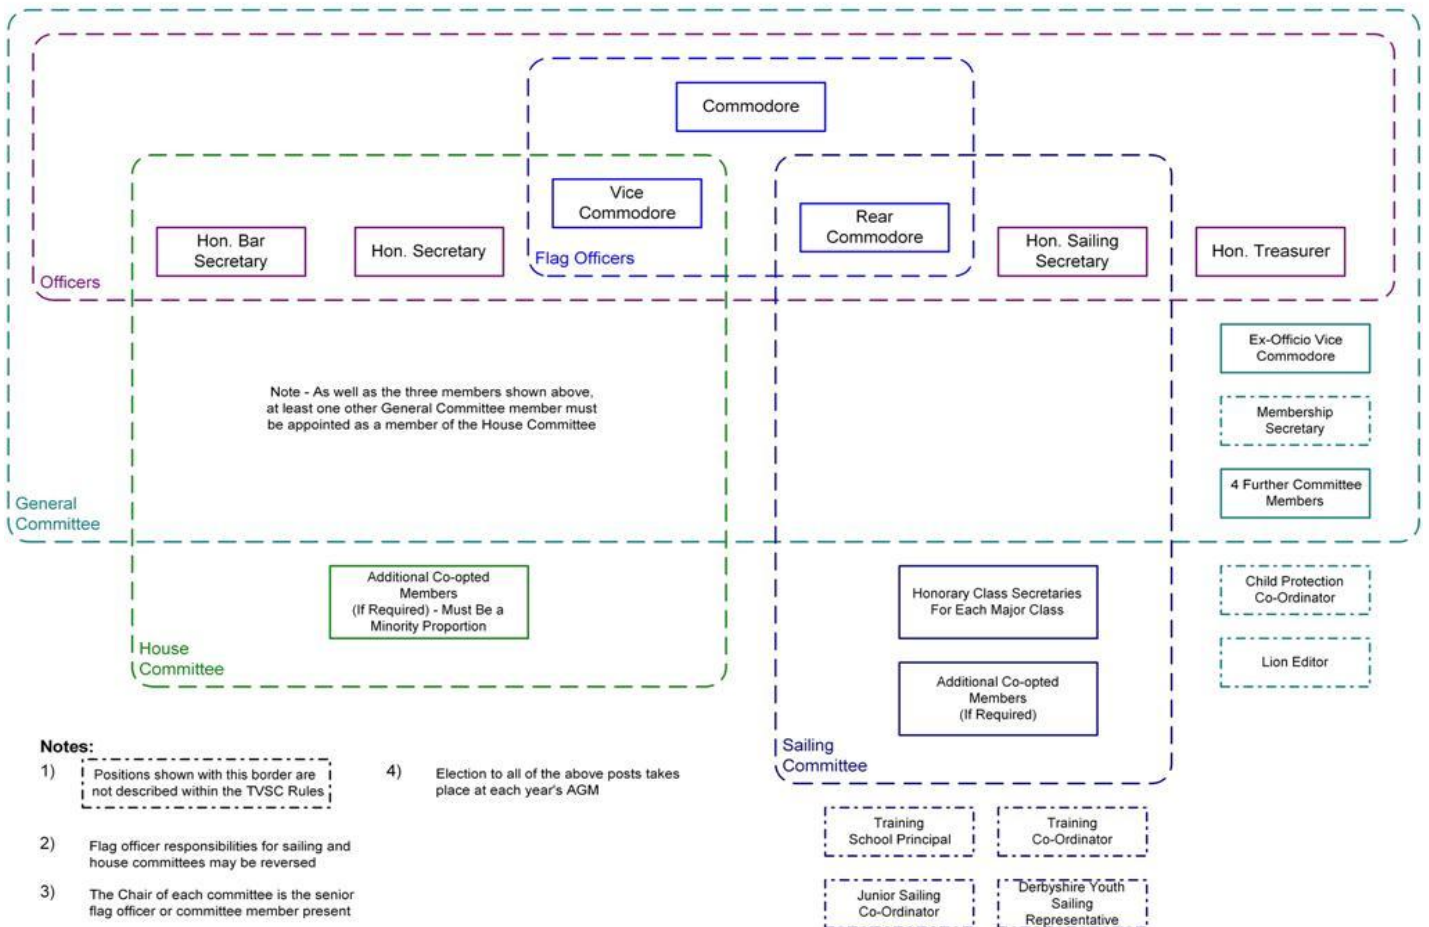 Commodore
Vice
Commodore
Rear
Commodore
Hon. Bar
Secretary
Hon. Secretary
Flag Officers
Hon. Sailing
Secretary
Hon. Treasurer
Officers
Ex-Officio Vice
Commodore
Note - As well as the three members shown above,
at least one other General Committee member must
be appointed as a member of the House Committee
Membership
Secretary
4 Further Committee
Members
General
Committee
Additional Co-opted
Members
(If Required) - Must Be a
Minority Proportion
Honorary Class Secretaries
For Each Major Class
Child Protection
Co-Ordinator
House
Committee
Lion Editor
Additional Co-opted
Members
(If Required)
Sailing
Committee
Notes:
1) Positions shown with this border are
not described within the TVSC Rules
2) Flag officer responsibilities for sailing and
house committees may be reversed
3) The Chair of each committee is the senior
flag officer or committee member present
4) Election to all of the above posts takes
place at each year's AGM
Training
School Principal
Training
Co-Ordinator
Junior Sailing
Co-Ordinator
Derbyshire Youth
Sailing
Representative